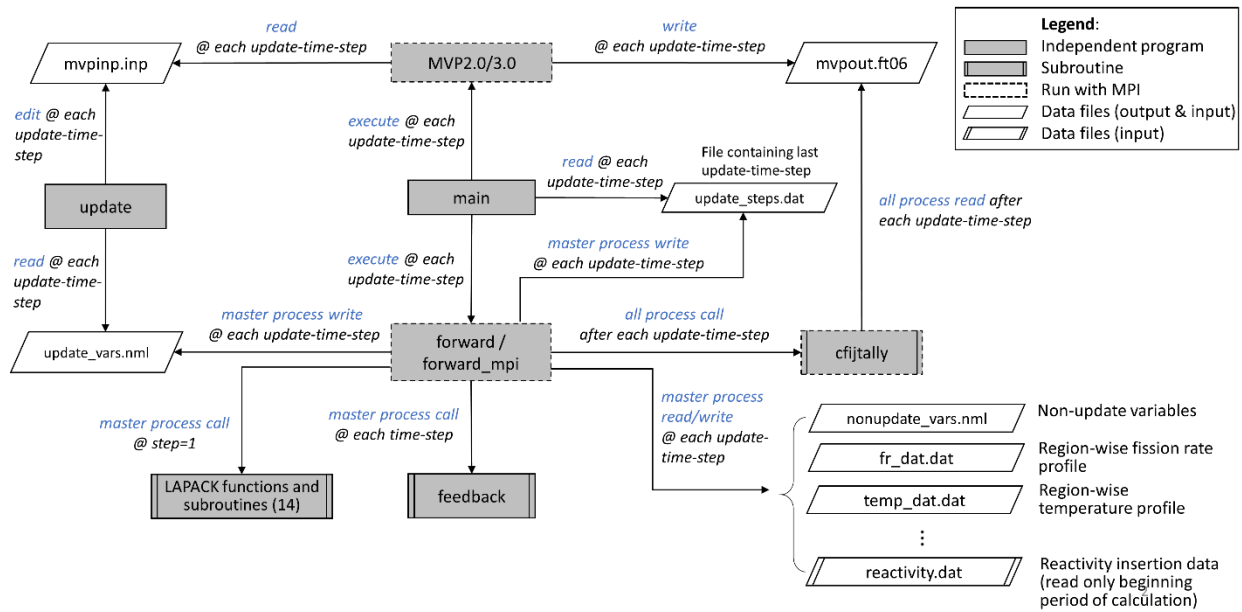 read
@ each update-time-step
write
@ each update-time-step
Legend:
Independent program
Subroutine
Run with MPI
Data files (output & input)
Data files (input)
mvpinp.inp
MVP2.0/3.0
mvpout.ft06
edit @ each
update-time-
step
execute @ each
update-time-step
read @ each
update-time-step
File containing last
update-time-step
update
main
update_steps.dat
all process read after
each update-time-step
read @ each
update-time-
step
execute @ each
update-time-step
master process write
@ each update-time-step
master process write
@ each update-time-step
all process call
after each update-time-step
update_vars.nml
forward /
forward_mpi
cfijtally
master process call
@ step=1
master process call
@ each time-step
master process
read/write
@ each update-
time-step
nonupdate_vars.nml
Non-update variables
fr_dat.dat
Region-wise fission rate
profile
LAPACK functions and
subroutines (14)
feedback
temp_dat.dat
Region-wise
temperature profile
⋮
reactivity.dat
Reactivity insertion data
(read only beginning
period of calculation)